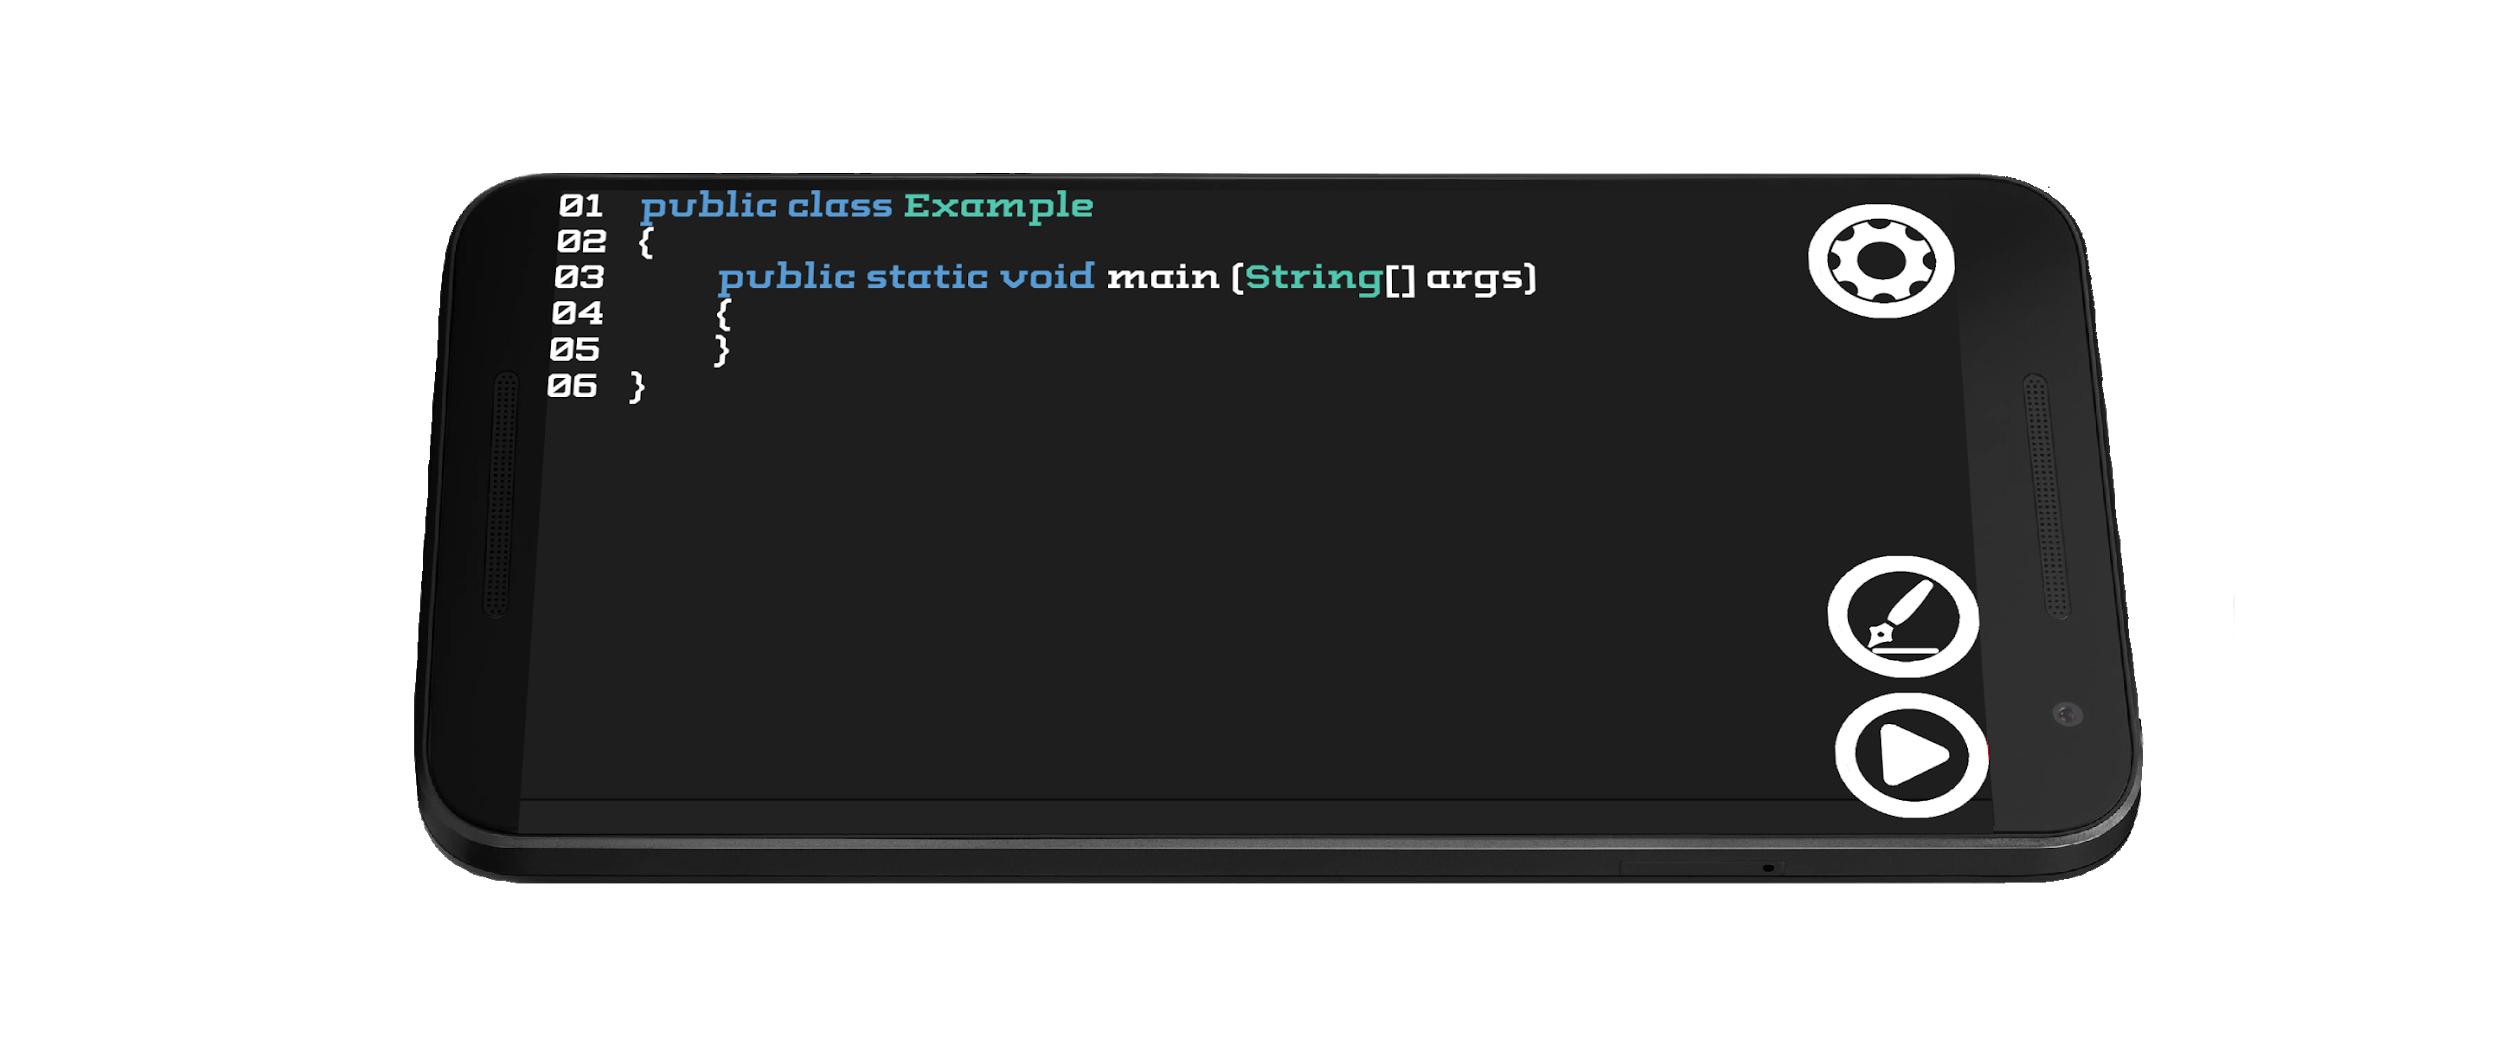 01 public class Example
02 {
03 public static void main (String[] args)
04 {
05 }
06 }